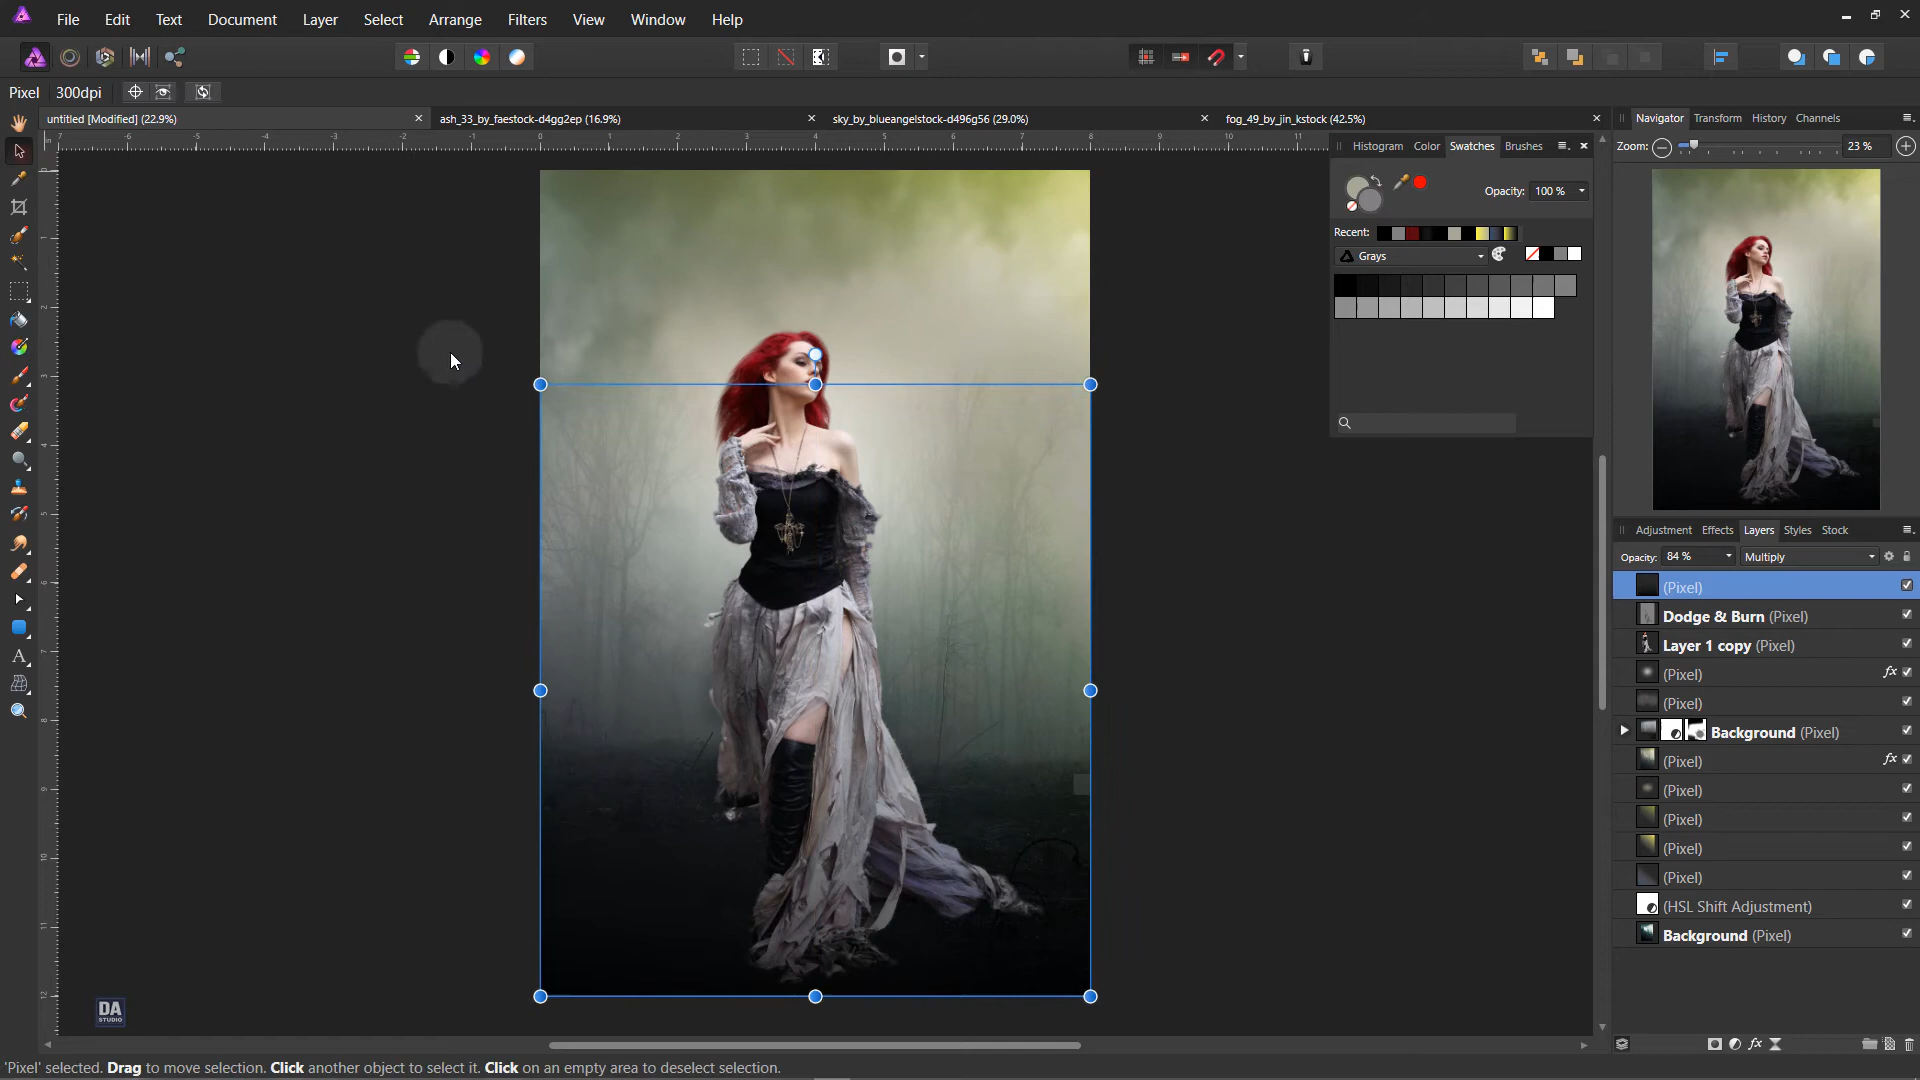 File Edit Text Document Layer Select Arrange Filters View Window Help
Pixel 300dpi
untitled [Modified] (22.9%) ash_33_by_faestock-d4gg2ep (16.9%) sky_by_blueangelstock-d496g56 (29.0%) fog_49_by_jin_kstock (42.5%)
Navigator Transform History Channels
Zoom: 23 %
Histogram Color Swatches Brushes
Opacity: 100 %
Recent:
Grays
Adjustment Effects Layers Styles Stock
Opacity: 84 % Multiply
(Pixel)
Dodge & Burn (Pixel)
Layer 1 copy (Pixel)
(Pixel)
(Pixel)
Background (Pixel)
(Pixel)
(Pixel)
(Pixel)
(Pixel)
(Pixel)
(HSL Shift Adjustment)
Background (Pixel)
DA
STUDIO
'Pixel' selected. Drag to move selection. Click another object to select it. Click on an empty area to deselect selection.